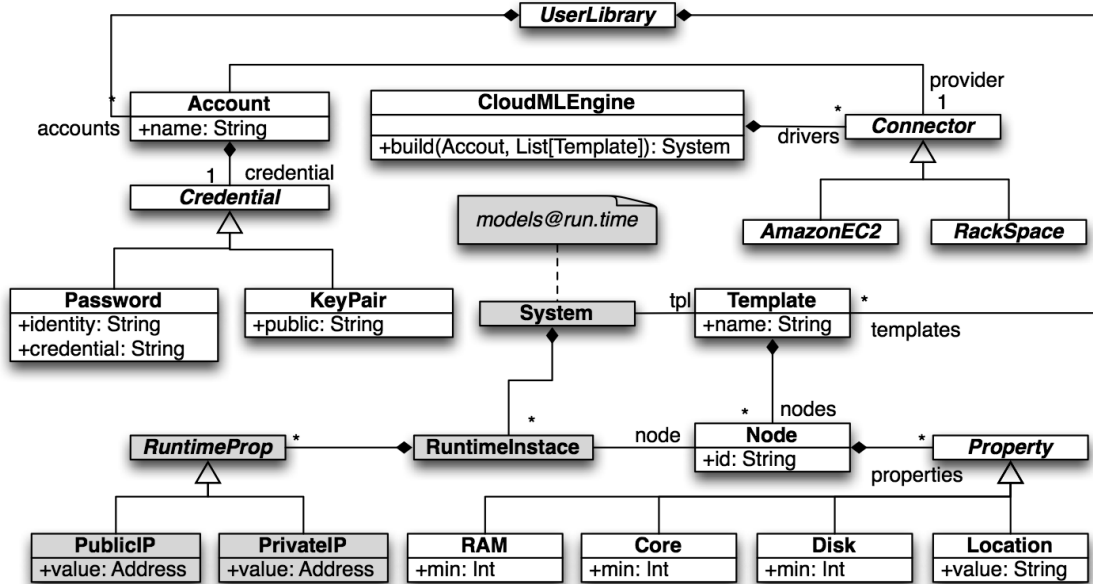 UserLibrary
provider
*
Account
CloudMLEngine
*
1
accounts
+name: String
drivers
Connector
+build(Accout, List[Template]): System
1
credential
Credential
models@run.time
AmazonEC2
RackSpace
Password
KeyPair
tpl
Template
*
+identity: String
+public: String
System
+name: String
templates
+credential: String
*
*
nodes
RuntimeProp
*
RuntimeInstace
node
Node
*
Property
+id: String
properties
PublicIP
PrivateIP
RAM
Core
Disk
Location
+value: Address
+value: Address
+min: Int
+min: Int
+min: Int
+value: String